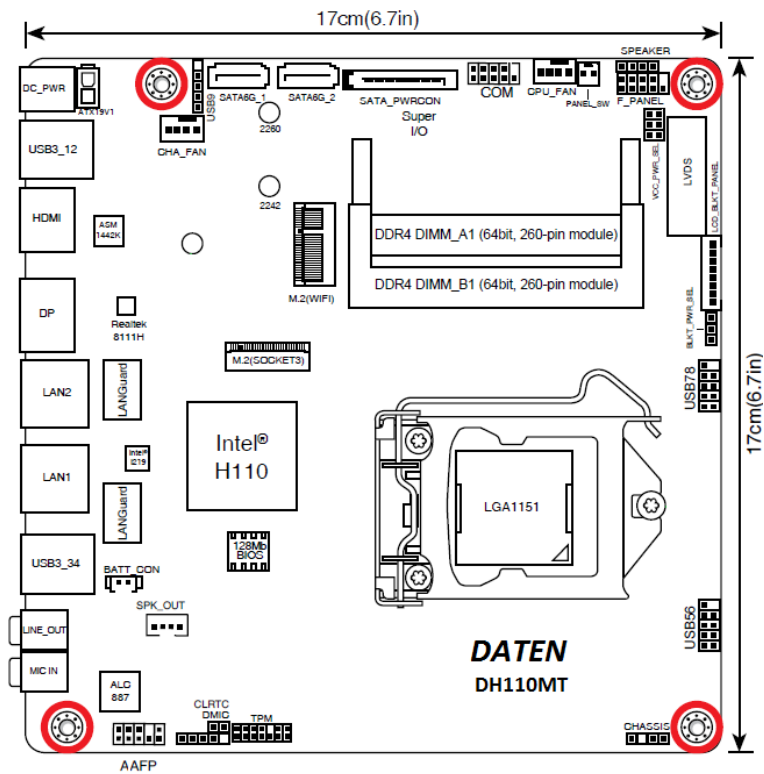 17cm(6.7in)
SPEAKER
DC_PWR
ATX19V1
USB9
SATA6G_1
SATA6G_2
SATA_PWRCON
COM
CPU_FAN
PANEL_SW
F_PANEL
Super
I/O
CHA_FAN
2260
USB3_12
VCC_PWR_SEL
LVDS
LCD_BLKT_PANEL
2242
HDMI
ASM
1442K
DDR4 DIMM_A1 (64bit, 260-pin module)
DDR4 DIMM_B1 (64bit, 260-pin module)
M.2(WIFI)
DP
Realtek
8111H
BLKT_PWR_SEL
M.2(SOCKET3)
LAN2
LANGuard
USB78
17cm(6.7in)
Intel®
H110
LAN1
Intel®
I219
LANGuard
LGA1151
128Mb
BIOS
USB3_34
BATT_CON
SPK_OUT
LINE_OUT
USB56
MIC IN
DATEN
DH110MT
ALC
887
CLRTC
DMIC
TPM
CHASSIS
AAFP